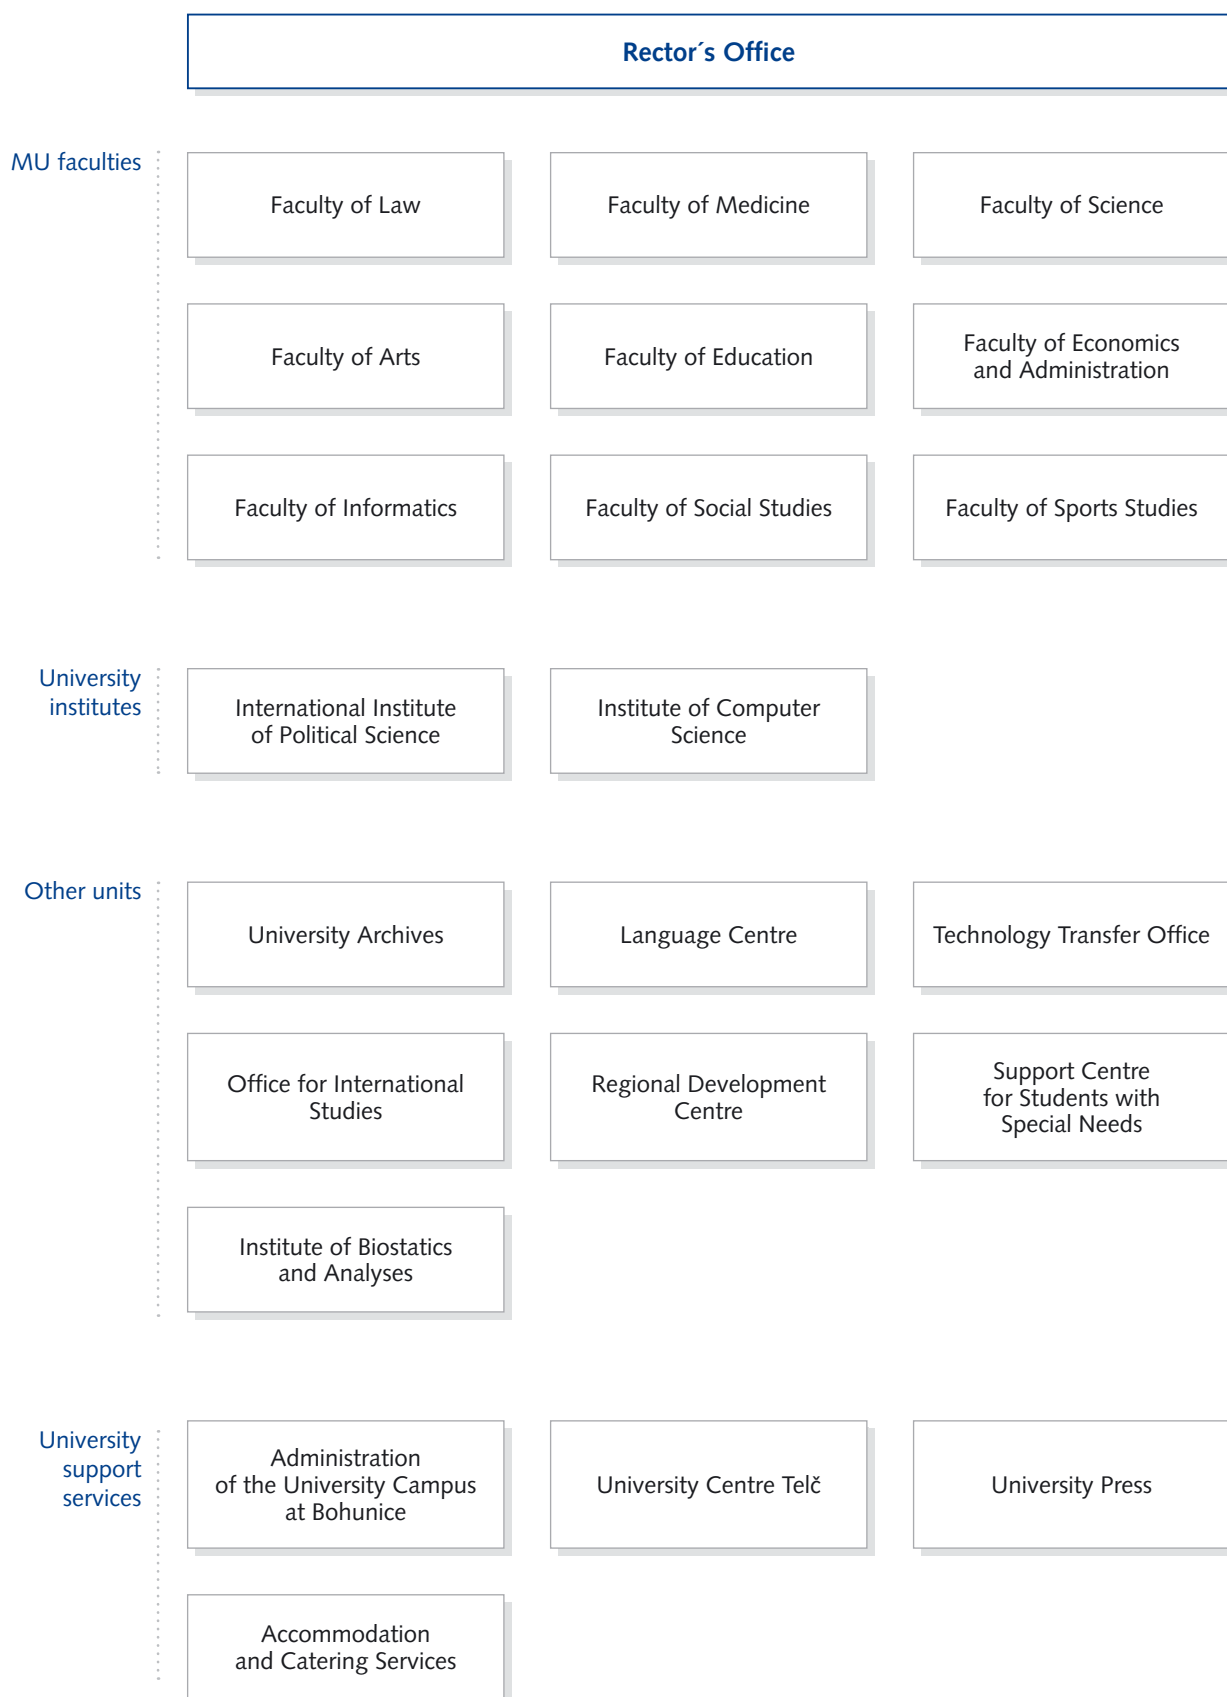 Rector´s Office
MU faculties
Faculty of Law
Faculty of Medicine
Faculty of Science
Faculty of Arts
Faculty of Education
Faculty of Economics
and Administration
Faculty of Informatics
Faculty of Social Studies
Faculty of Sports Studies
University
institutes
International Institute
of Political Science
Institute of Computer
Science
Other units
University Archives
Language Centre
Technology Transfer Office
Office for International
Studies
Regional Development
Centre
Support Centre
for Students with
Special Needs
Institute of Biostatics
and Analyses
University
support
services
Administration
of the University Campus
at Bohunice
University Centre Telč
University Press
Accommodation
and Catering Services